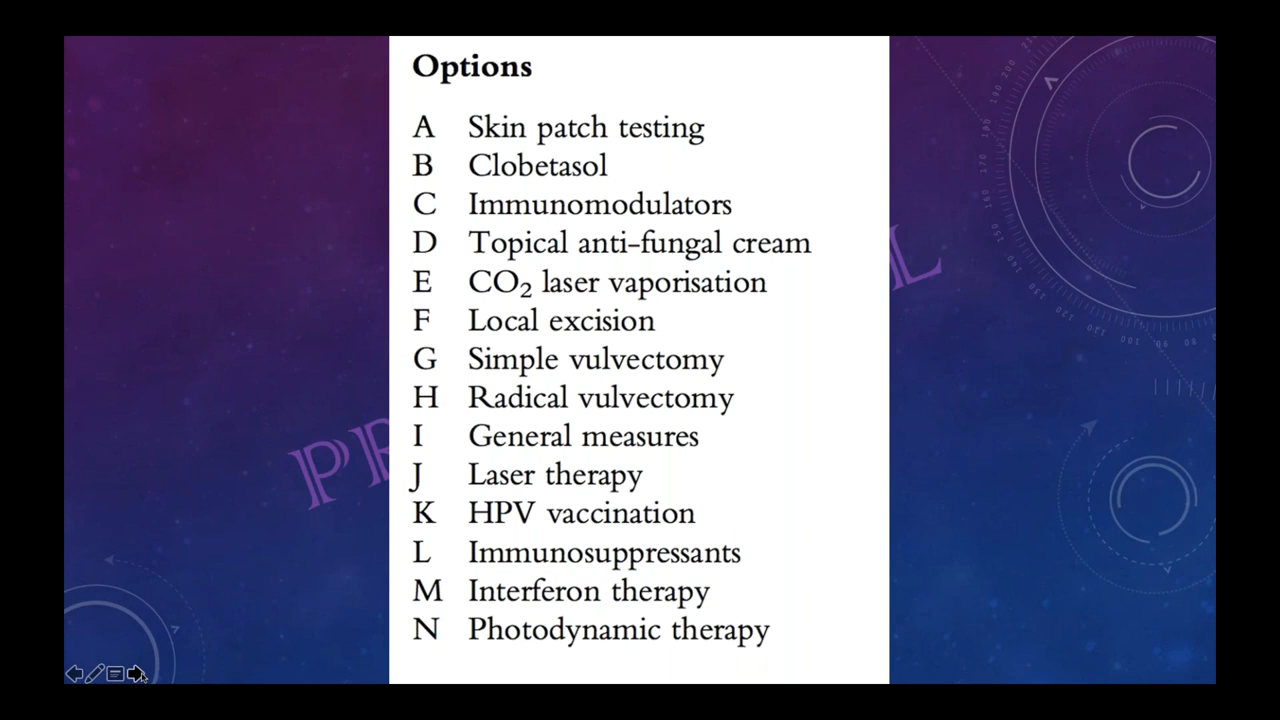 Options
A Skin patch testing
B Clobetasol
C Immunomodulators
D Topical anti-fungal cream
E CO₂ laser vaporisation
F Local excision
G Simple vulvectomy
H Radical vulvectomy
I General measures
J Laser therapy
K HPV vaccination
L Immunosuppressants
M Interferon therapy
N Photodynamic therapy